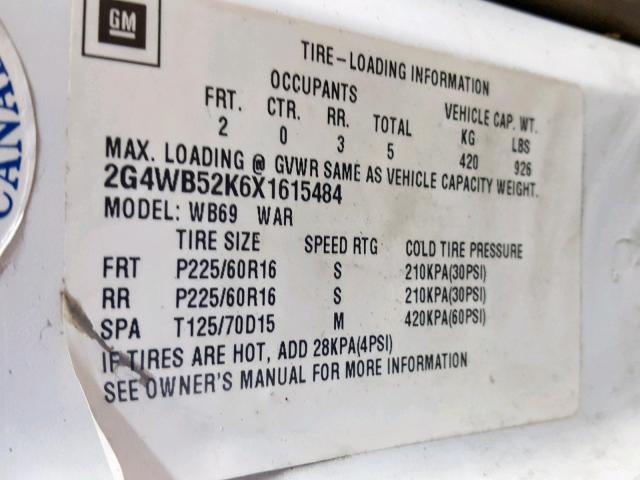 GM
CANA
TIRE-LOADING INFORMATION
OCCUPANTS VEHICLE CAP. WT.
FRT. CTR. RR. TOTAL KG LBS
2 0 3 5 420 926
MAX. LOADING @ GVWR SAME AS VEHICLE CAPACITY WEIGHT.
2G4WB52K6X1615484
MODEL: WB69 WAR
TIRE SIZE SPEED RTG COLD TIRE PRESSURE
FRT P225/60R16 S 210KPA(30PSI)
RR P225/60R16 S 210KPA(30PSI)
SPA T125/70D15 M 420KPA(60PSI)
IF TIRES ARE HOT, ADD 28KPA(4PSI)
SEE OWNER'S MANUAL FOR MORE INFORMATION